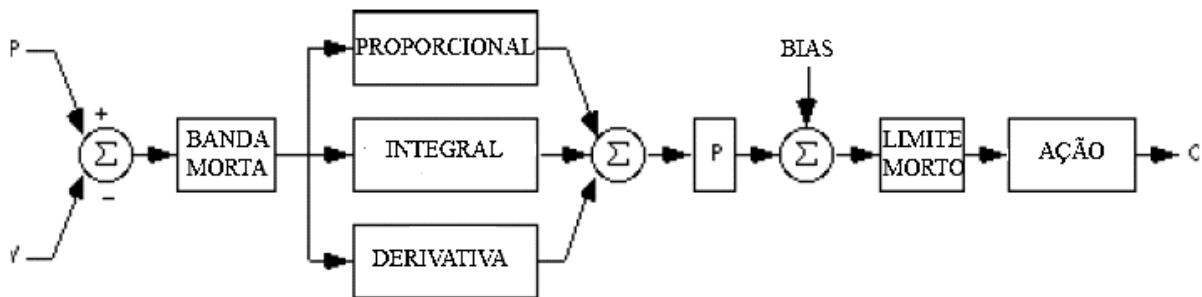 P
PROPORCIONAL
BIAS
+
Σ
BANDA
MORTA
INTEGRAL
Σ
P
Σ
LIMITE
MORTO
AÇÃO
−
V
DERIVATIVA